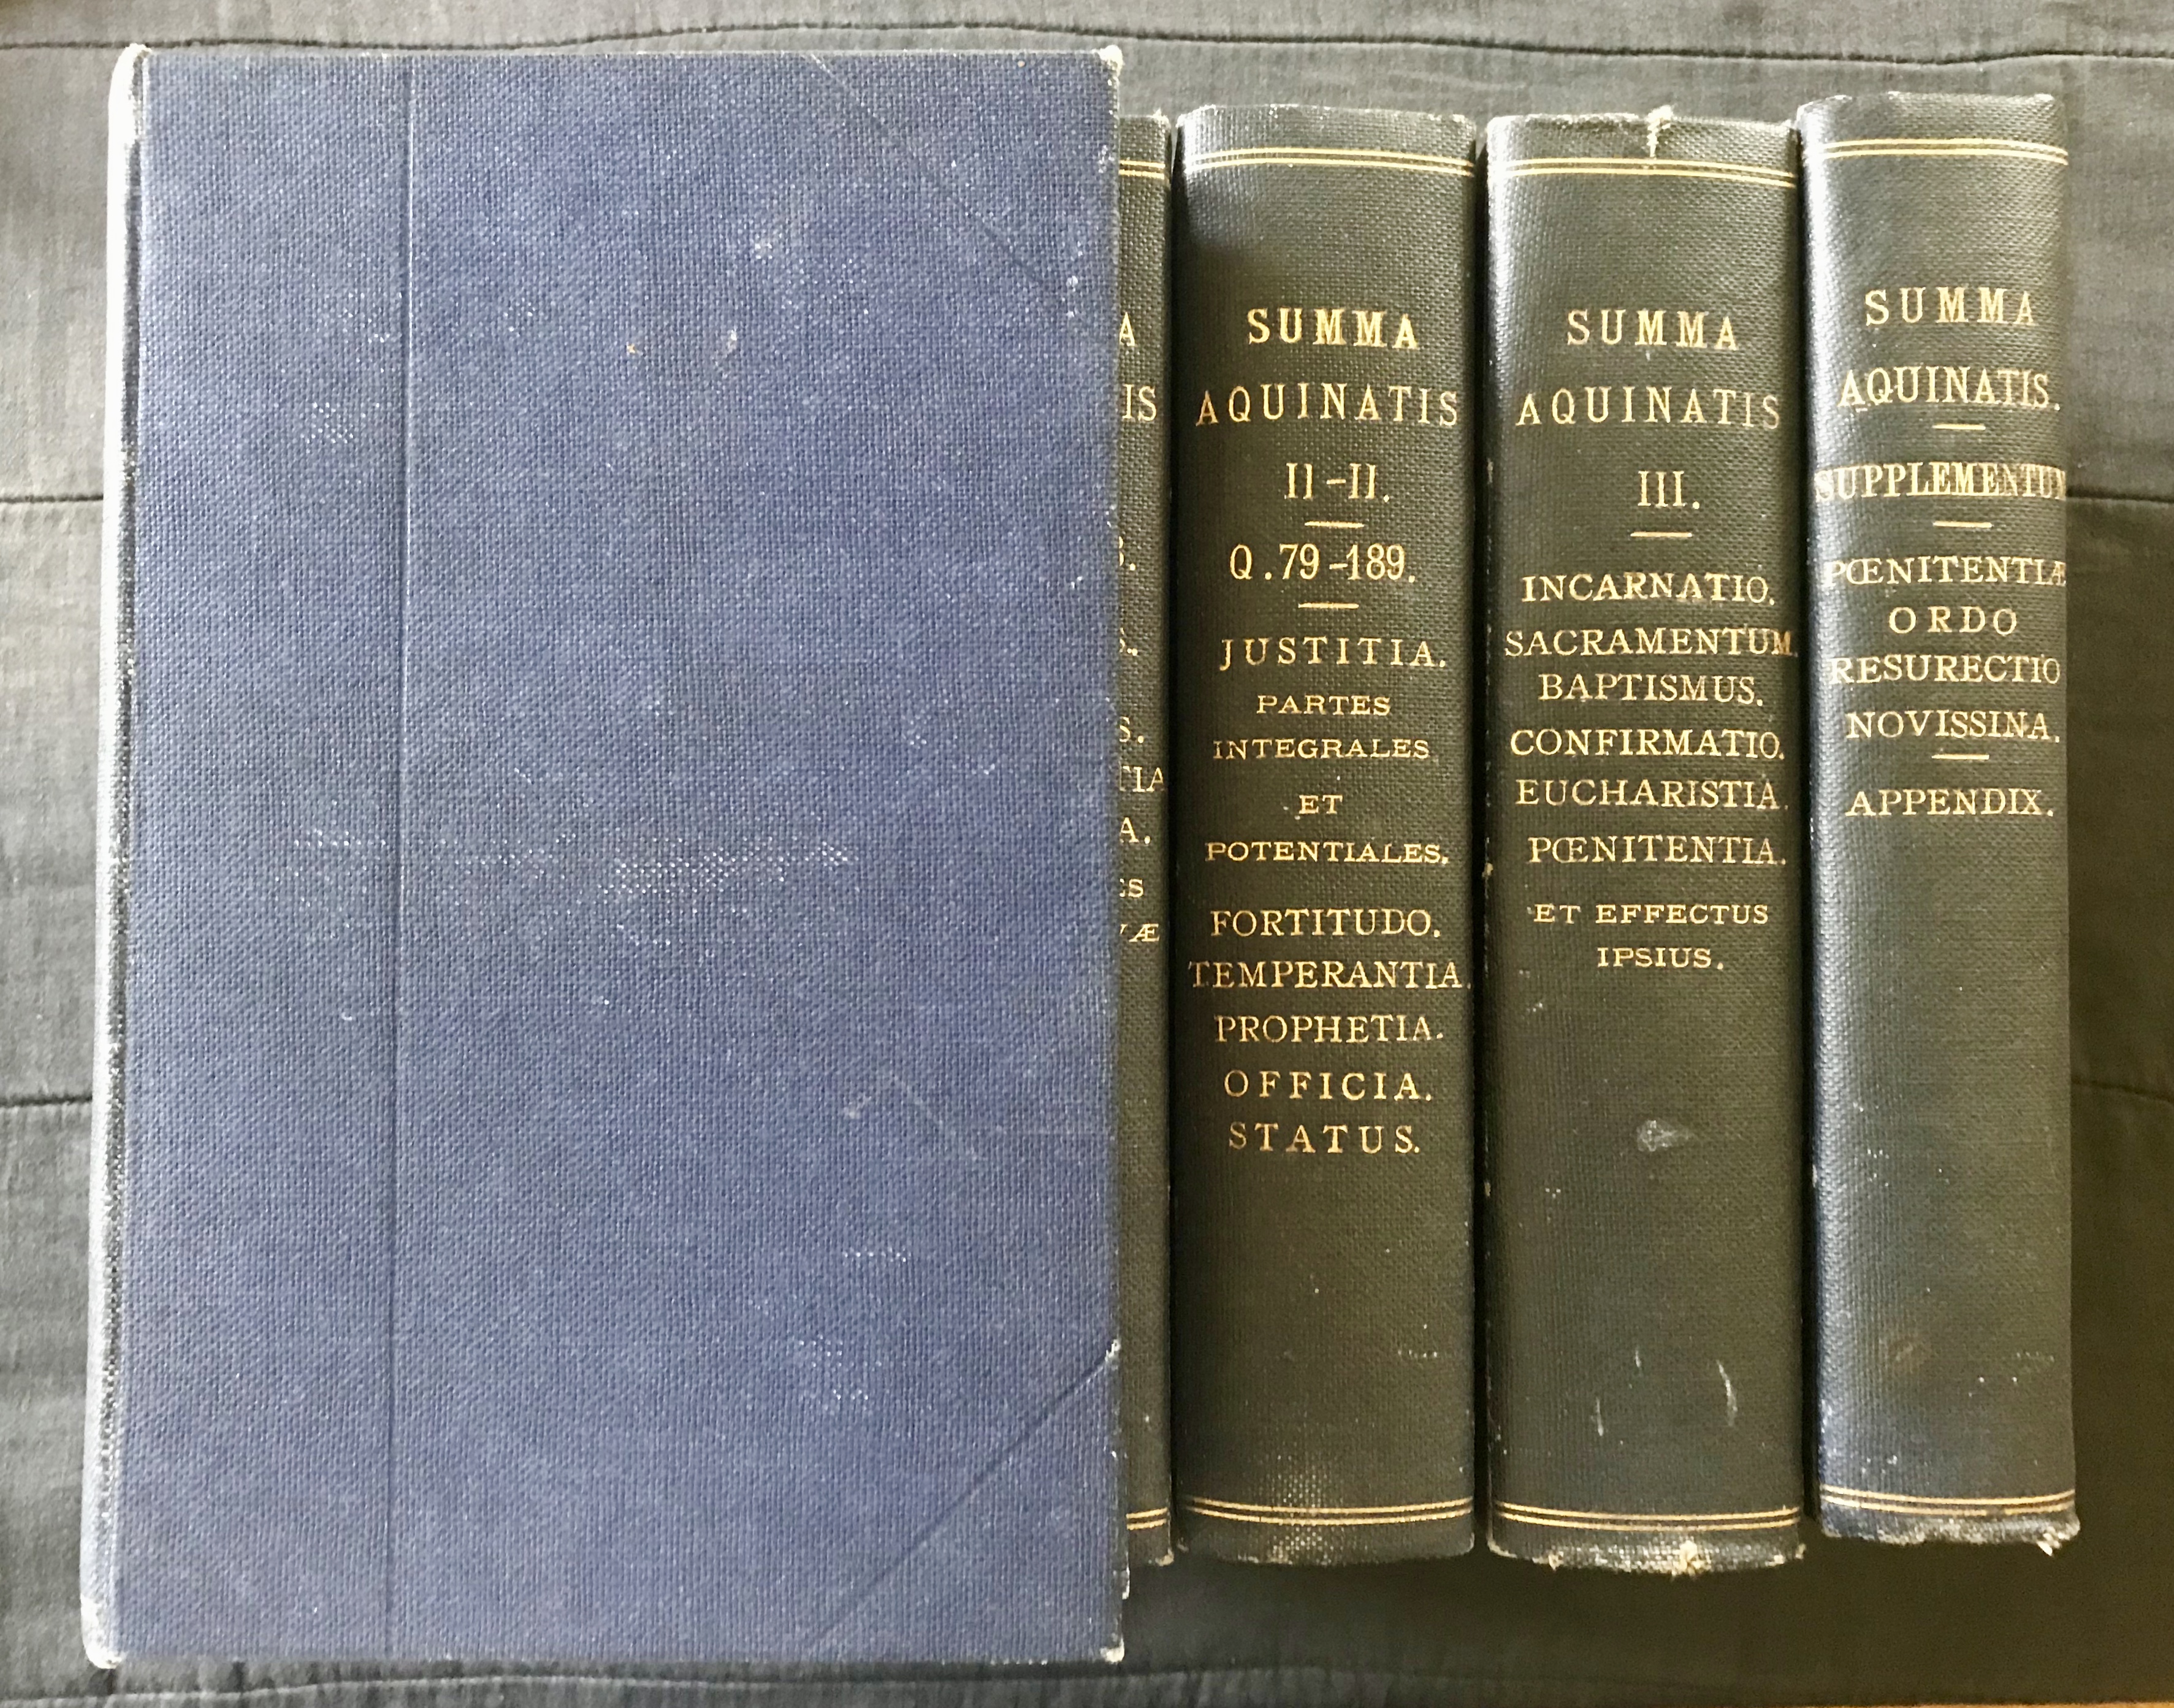 SUMMA
AQUINATIS
II-II.
Q. 79-189.
JUSTITIA.
PARTES
INTEGRALES
ET
POTENTIALES.
FORTITUDO.
TEMPERANTIA.
PROPHETIA.
OFFICIA.
STATUS.
SUMMA
AQUINATIS
III.
INCARNATIO.
SACRAMENTUM.
BAPTISMUS.
CONFIRMATIO.
EUCHARISTIA.
PŒNITENTIA.
ET EFFECTUS
IPSIUS.
SUMMA
AQUINATIS.
SUPPLEMENTUM
PŒNITENTIÆ
ORDO
RESURECTIO
NOVISSINA.
APPENDIX.